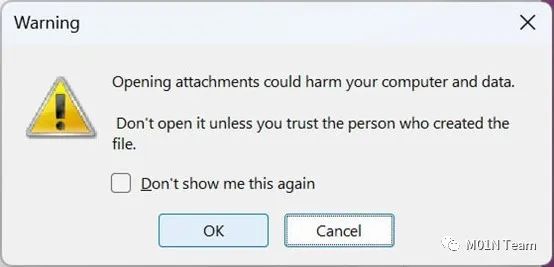 Warning
Opening attachments could harm your computer and data.
Don't open it unless you trust the person who created the
file.
Don't show me this again
OK
Cancel
M01N Team